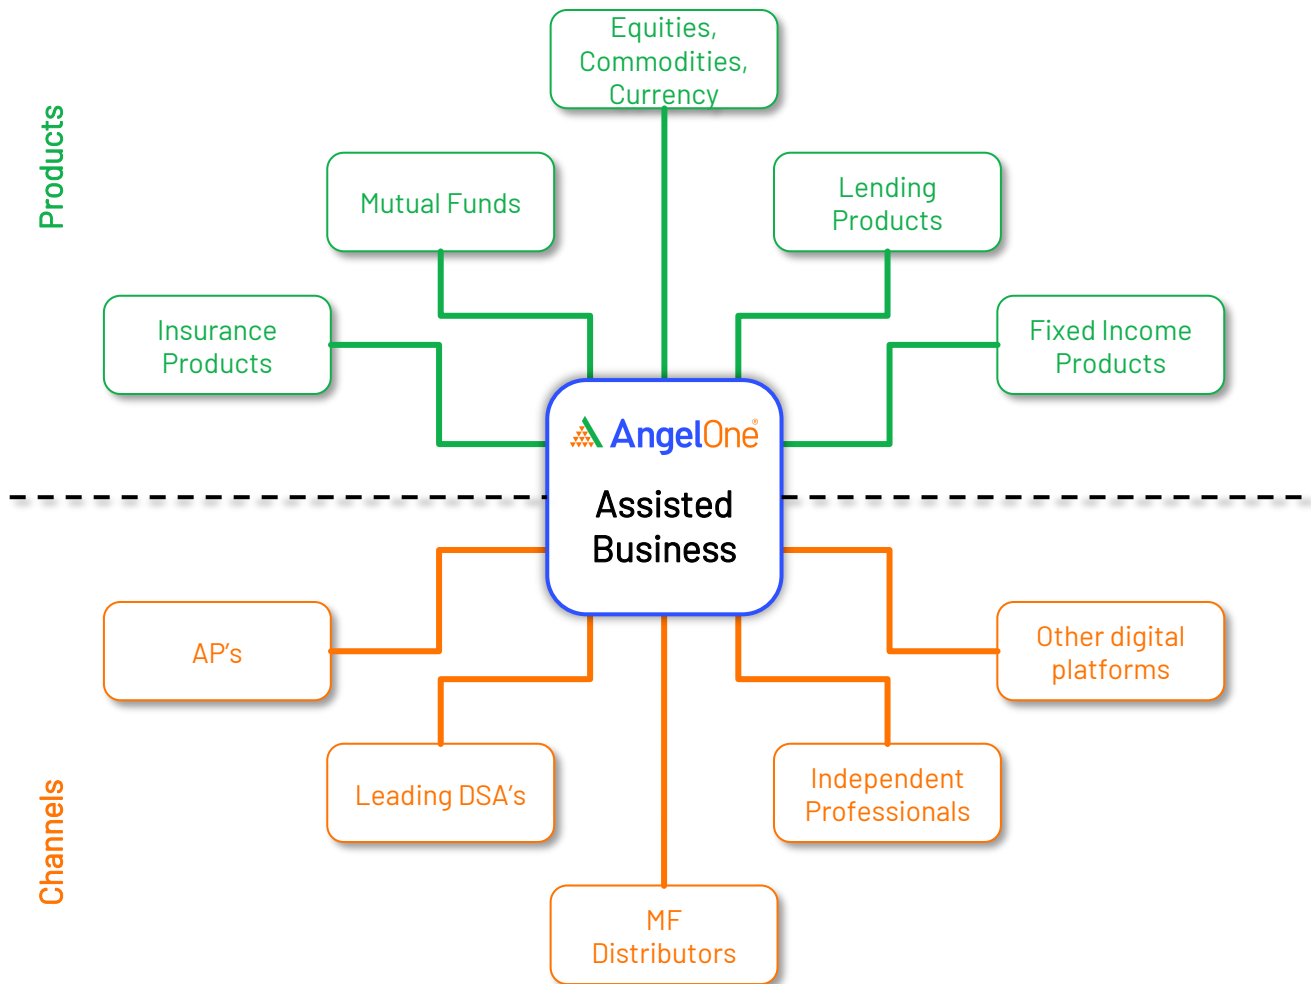 Products
Equities,
Commodities,
Currency
Mutual Funds
Lending
Products
Insurance
Products
Fixed Income
Products
AngelOne®
Assisted
Business
Channels
AP's
Other digital
platforms
Leading DSA's
Independent
Professionals
MF
Distributors